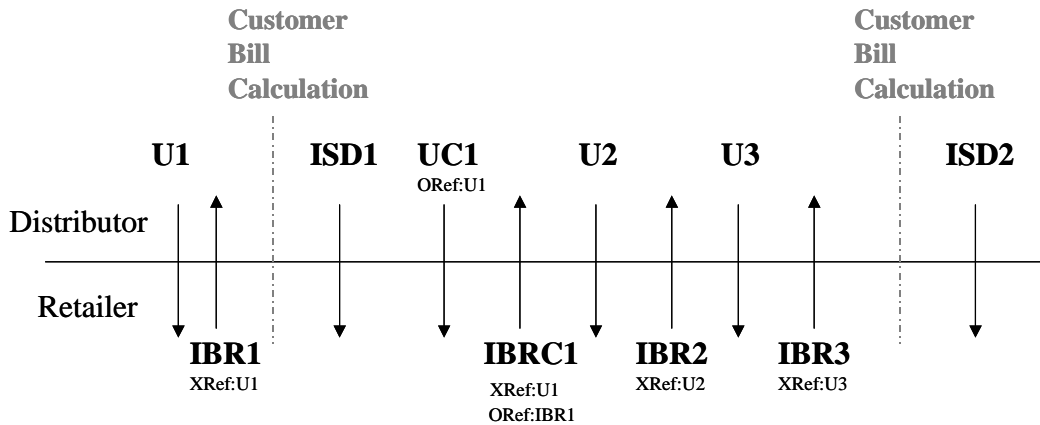 Customer
Bill
Calculation
Customer
Bill
Calculation
U1
ISD1
UC1
U2
U3
ISD2
ORef:U1
Distributor
Retailer
IBR1
IBRC1
IBR2
IBR3
XRef:U1
XRef:U1
XRef:U2
XRef:U3
ORef:IBR1